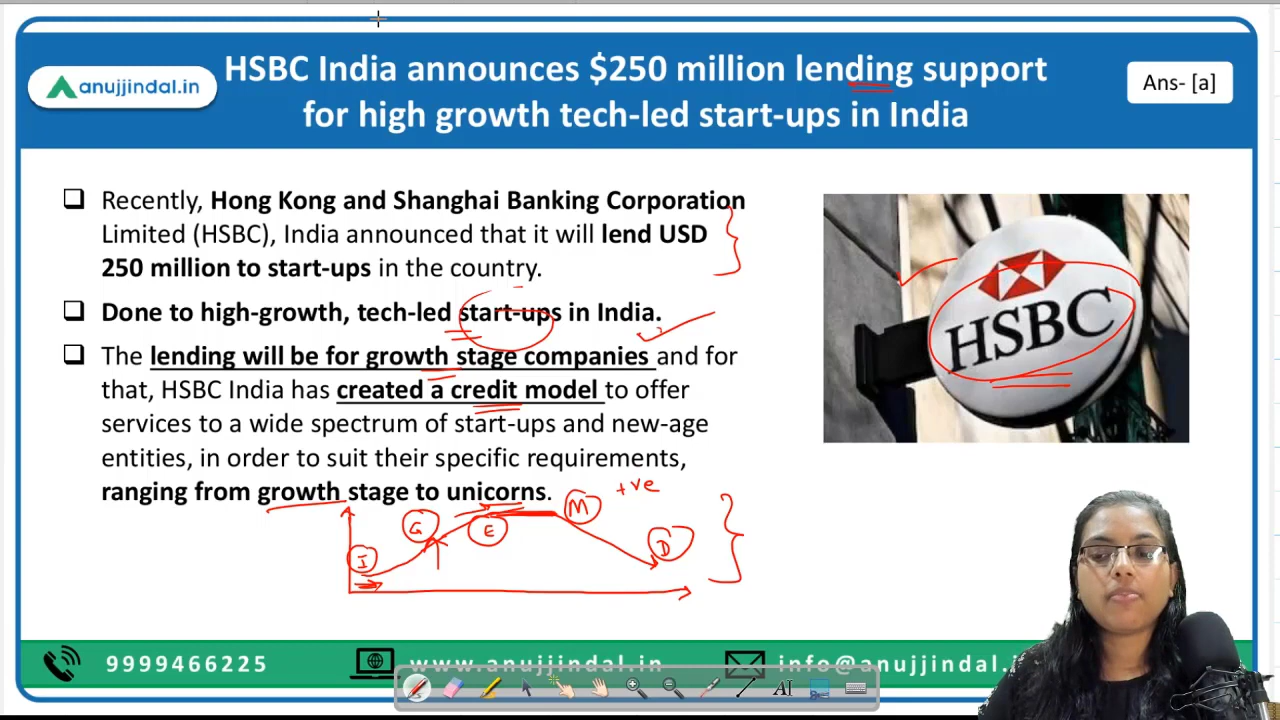 HSBC India announces $250 million lending support
for high growth tech-led start-ups in India
anujjindal.in
Ans- [a]
❑ Recently, Hong Kong and Shanghai Banking Corporation
Limited (HSBC), India announced that it will lend USD
250 million to start-ups in the country.
❑ Done to high-growth, tech-led start-ups in India.
❑ The lending will be for growth stage companies and for
that, HSBC India has created a credit model to offer
services to a wide spectrum of start-ups and new-age
entities, in order to suit their specific requirements,
ranging from growth stage to unicorns.
HSBC
+ve
I
G
E
M
D
9999466225
www.anujjindal.in
info@anujjindal.i
AI